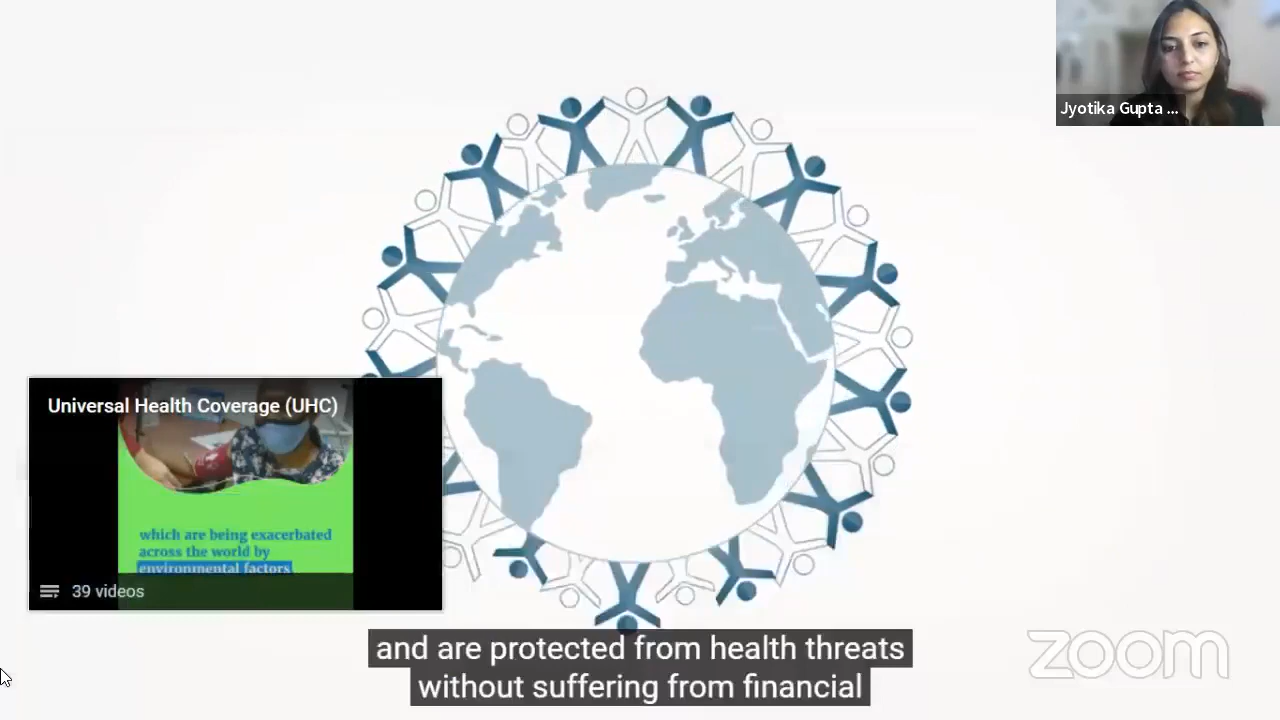 Jyotika Gupta ...
Universal Health Coverage (UHC)
which are being exacerbated
across the world by
environmental factors
39 videos
and are protected from health threats
without suffering from financial
zoom